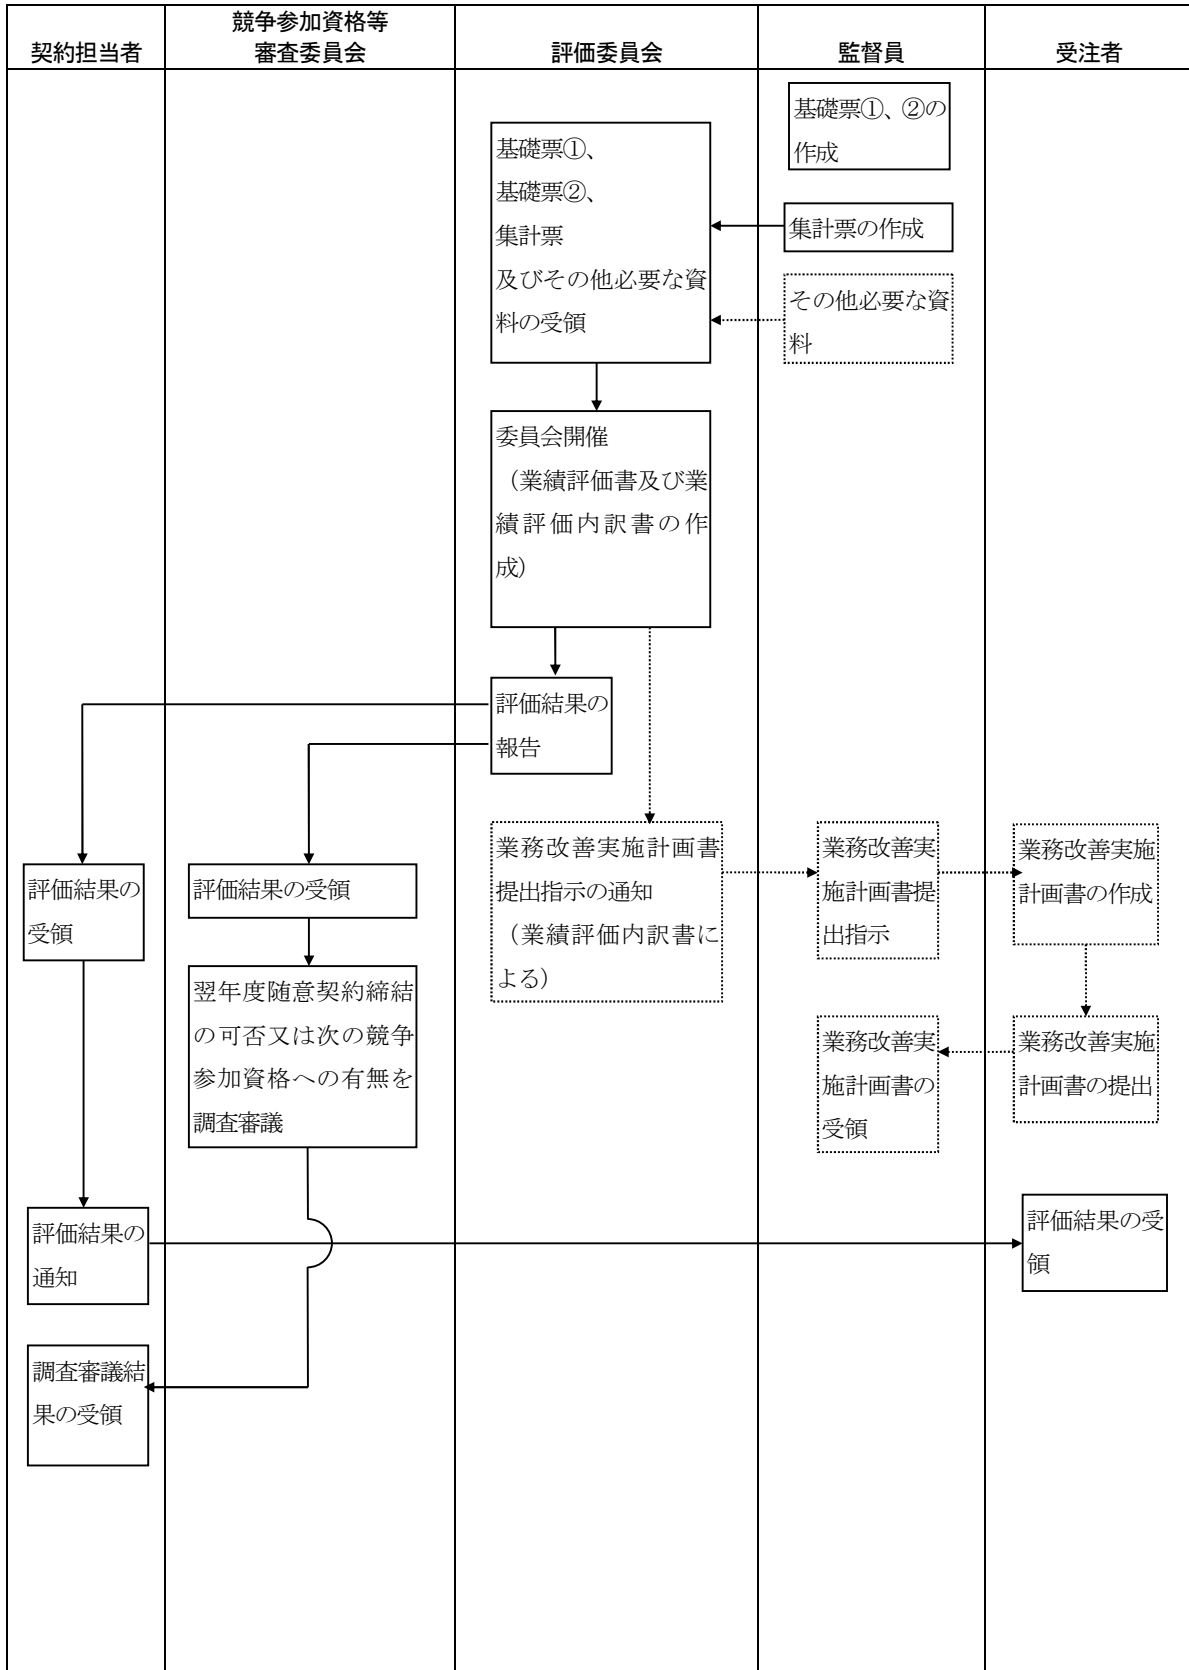 契約担当者
競争参加資格等
審査委員会
評価委員会
監督員
受注者
基礎票①、②の
作成
基礎票①、
基礎票②、
集計票
及びその他必要な資
料の受領
集計票の作成
その他必要な資
料
委員会開催
（業績評価書及び業
績評価内訳書の作
成）
評価結果の
報告
評価結果の
受領
評価結果の受領
業務改善実施計画書
提出指示の通知
（業績評価内訳書に
よる）
業務改善実
施計画書提
出指示
業務改善実施
計画書の作成
翌年度随意契約締結
の可否又は次の競争
参加資格への有無を
調査審議
業務改善実
施計画書の
受領
業務改善実施
計画書の提出
評価結果の
通知
評価結果の受
領
調査審議結
果の受領